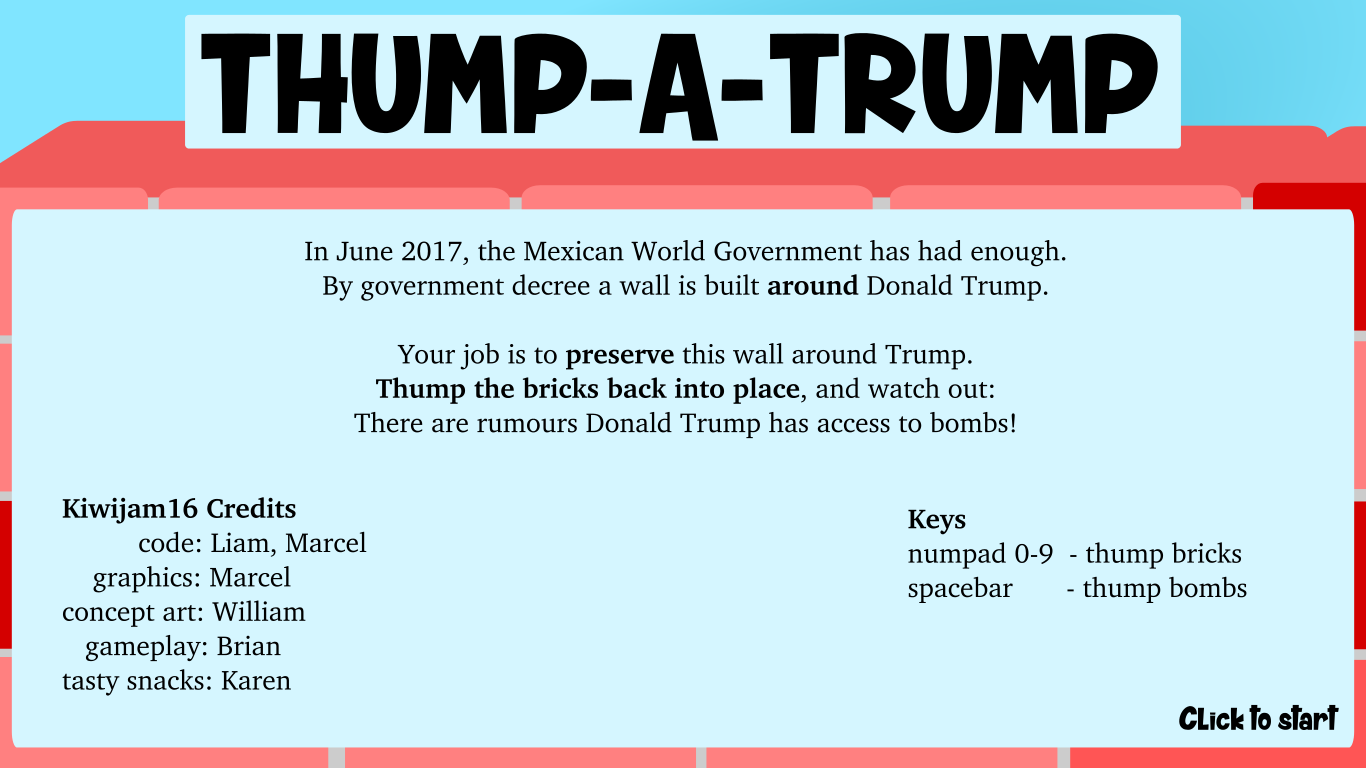 THUMP-A-TRUMP
In June 2017, the Mexican World Government has had enough.
By government decree a wall is built around Donald Trump.
Your job is to preserve this wall around Trump.
Thump the bricks back into place, and watch out:
There are rumours Donald Trump has access to bombs!
Kiwijam16 Credits
code: Liam, Marcel
graphics: Marcel
concept art: William
gameplay: Brian
tasty snacks: Karen
Keys
numpad 0-9 - thump bricks
spacebar - thump bombs
Click to start